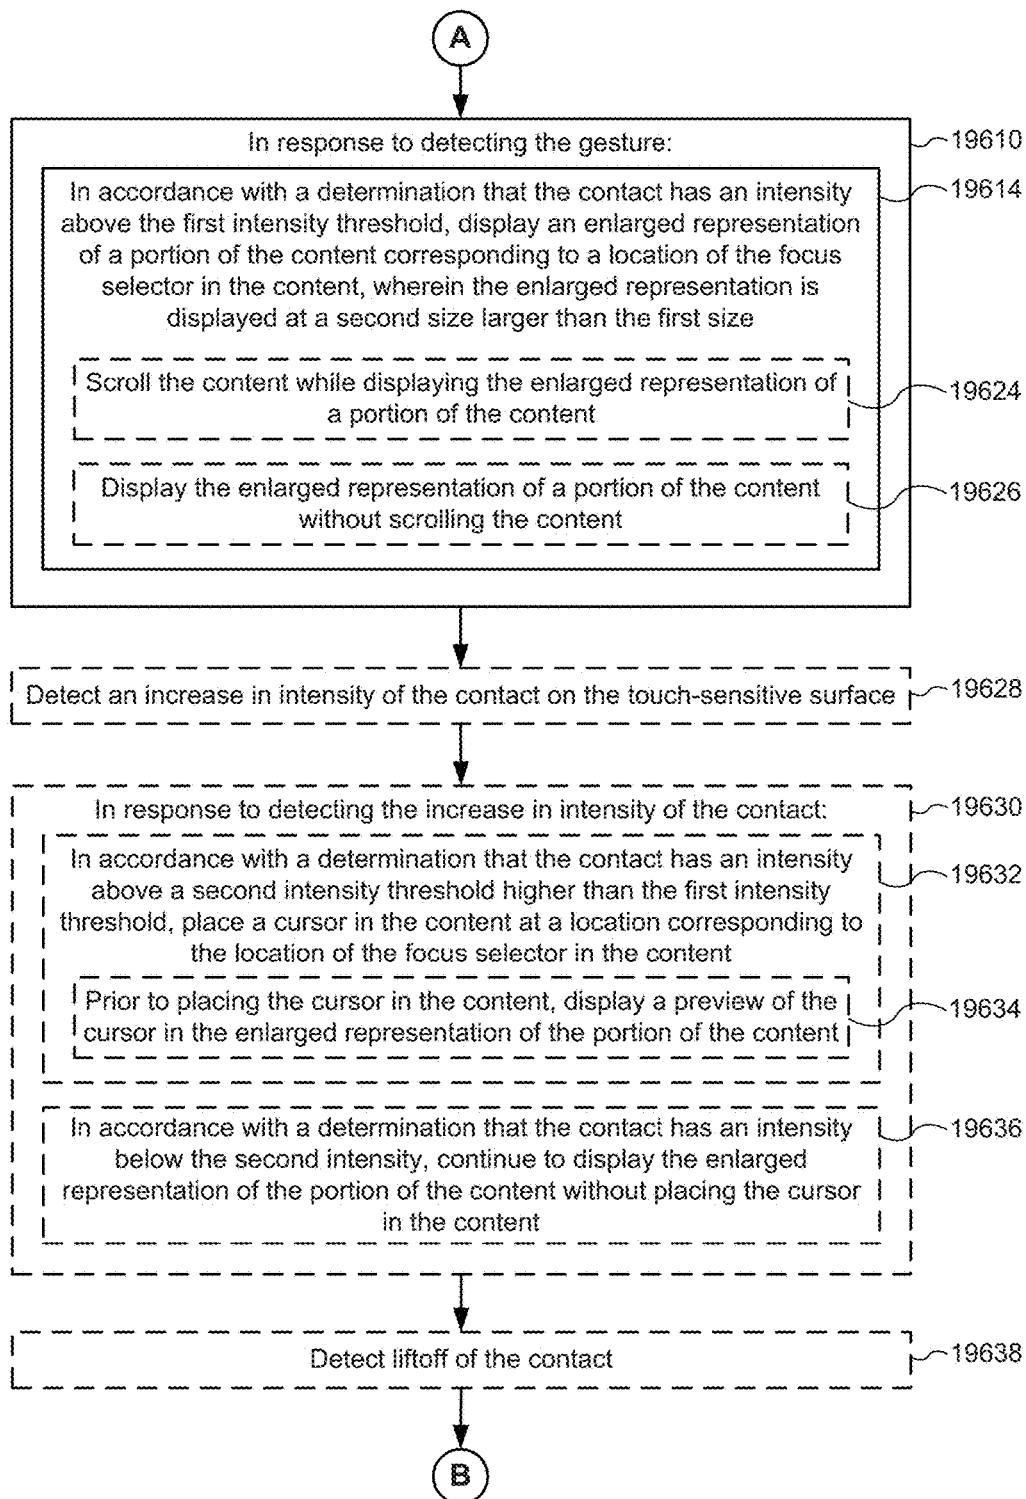 A
In response to detecting the gesture:
19610
In accordance with a determination that the contact has an intensity
19614
above the first intensity threshold, display an enlarged representation
of a portion of the content corresponding to a location of the focus
selector in the content, wherein the enlarged representation is
displayed at a second size larger than the first size
Scroll the content while displaying the enlarged representation of
19624
a portion of the content
Display the enlarged representation of a portion of the content
19626
without scrolling the content
Detect an increase in intensity of the contact on the touch-sensitive surface
19628
In response to detecting the increase in intensity of the contact:
19630
In accordance with a determination that the contact has an intensity
19632
above a second intensity threshold higher than the first intensity
threshold, place a cursor in the content at a location corresponding to
the location of the focus selector in the content
Prior to placing the cursor in the content, display a preview of the
19634
cursor in the enlarged representation of the portion of the content
In accordance with a determination that the contact has an intensity
19636
below the second intensity, continue to display the enlarged
representation of the portion of the content without placing the cursor
in the content
Detect liftoff of the contact
19638
B